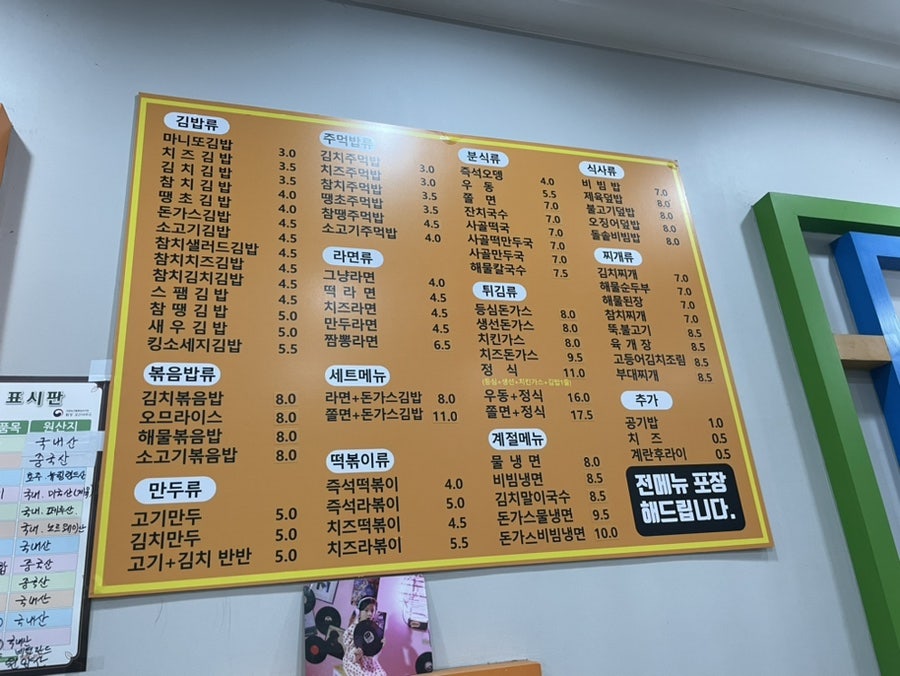 김밥류
마니또김밥 3.0
치즈김밥 3.5
김치김밥 3.5
참치김밥 4.0
땡초김밥 4.0
돈가스김밥 4.5
소고기김밥 4.5
참치샐러드김밥 4.5
참치치즈김밥 4.5
참치김치김밥 4.5
스팸김밥 4.5
참땡김밥 5.0
새우김밥 5.0
킹소세지김밥 5.5
볶음밥류
김치볶음밥 8.0
오므라이스 8.0
해물볶음밥 8.0
소고기볶음밥 8.0
만두류
고기만두 5.0
김치만두 5.0
고기+김치 반반 5.0
주먹밥류
김치주먹밥 3.0
치즈주먹밥 3.0
참치주먹밥 3.5
땡초주먹밥 3.5
참땡주먹밥 3.5
소고기주먹밥 4.0
라면류
그냥라면 4.0
떡라면 4.5
치즈라면 4.5
만두라면 4.5
짬뽕라면 6.5
세트메뉴
라면+돈가스김밥 8.0
쫄면+돈가스김밥 11.0
떡볶이류
즉석떡볶이 4.0
즉석라볶이 5.0
치즈떡볶이 4.5
치즈라볶이 5.5
분식류
즉석오뎅 4.0
우동 5.5
쫄면 7.0
잔치국수 7.0
사골떡국 7.0
사골떡만두국 7.0
사골만두국 7.0
해물칼국수 7.5
튀김류
등심돈가스 8.0
생선돈가스 8.0
치킨가스 8.0
치즈돈가스 9.5
정식 11.0
(등심+생선+치킨가스+김밥1줄)
우동+정식 16.0
쫄면+정식 17.5
계절메뉴
물냉면 8.0
비빔냉면 8.5
김치말이국수 8.5
돈가스물냉면 9.5
돈가스비빔냉면 10.0
식사류
비빔밥 7.0
제육덮밥 8.0
불고기덮밥 8.0
오징어덮밥 8.0
돌솥비빔밥 8.0
찌개류
김치찌개 7.0
해물순두부 7.0
해물된장 7.0
참치찌개 7.0
뚝.불고기 8.5
육개장 8.5
고등어김치조림 8.5
부대찌개 8.5
추가
공기밥 1.0
치즈 0.5
계란후라이 0.5
전메뉴 포장
해드립니다.
표시판
품목 원산지
국내산
중국산
국내산
중국산
중국산
국내산
국내산
국내산